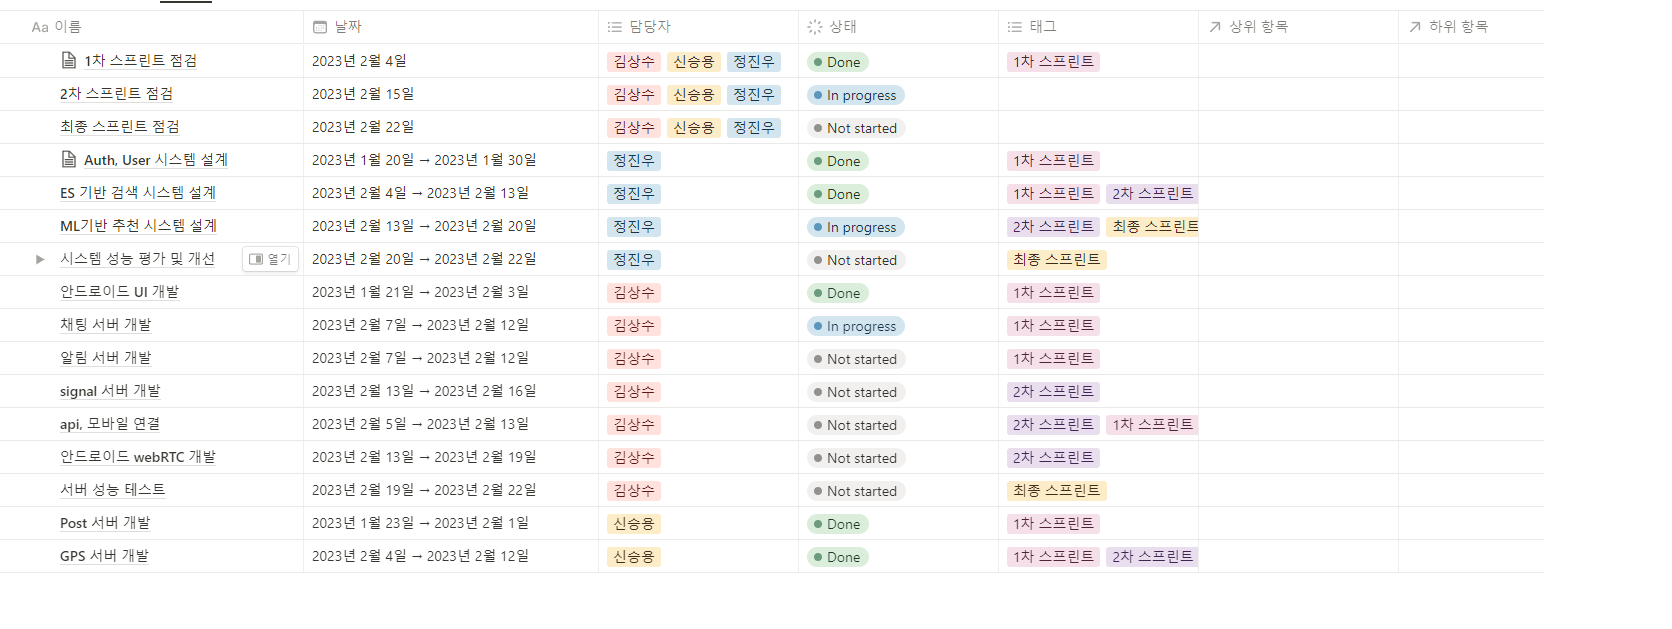 Aa 이름 날짜 담당자 상태 태그 상위 항목 하위 항목
1차 스프린트 점검 2023년 2월 4일 김상수 신승용 정진우 Done 1차 스프린트
2차 스프린트 점검 2023년 2월 15일 김상수 신승용 정진우 In progress
최종 스프린트 점검 2023년 2월 22일 김상수 신승용 정진우 Not started
Auth, User 시스템 설계 2023년 1월 20일 → 2023년 1월 30일 정진우 Done 1차 스프린트
ES 기반 검색 시스템 설계 2023년 2월 4일 → 2023년 2월 13일 정진우 Done 1차 스프린트 2차 스프린트
ML기반 추천 시스템 설계 2023년 2월 13일 → 2023년 2월 20일 정진우 In progress 2차 스프린트 최종 스프린트
시스템 성능 평가 및 개선 열기 2023년 2월 20일 → 2023년 2월 22일 정진우 Not started 최종 스프린트
안드로이드 UI 개발 2023년 1월 21일 → 2023년 2월 3일 김상수 Done 1차 스프린트
채팅 서버 개발 2023년 2월 7일 → 2023년 2월 12일 김상수 In progress 1차 스프린트
알림 서버 개발 2023년 2월 7일 → 2023년 2월 12일 김상수 Not started 1차 스프린트
signal 서버 개발 2023년 2월 13일 → 2023년 2월 16일 김상수 Not started 2차 스프린트
api, 모바일 연결 2023년 2월 5일 → 2023년 2월 13일 김상수 Not started 2차 스프린트 1차 스프린트
안드로이드 webRTC 개발 2023년 2월 13일 → 2023년 2월 19일 김상수 Not started 2차 스프린트
서버 성능 테스트 2023년 2월 19일 → 2023년 2월 22일 김상수 Not started 최종 스프린트
Post 서버 개발 2023년 1월 23일 → 2023년 2월 1일 신승용 Done 1차 스프린트
GPS 서버 개발 2023년 2월 4일 → 2023년 2월 12일 신승용 Done 1차 스프린트 2차 스프린트